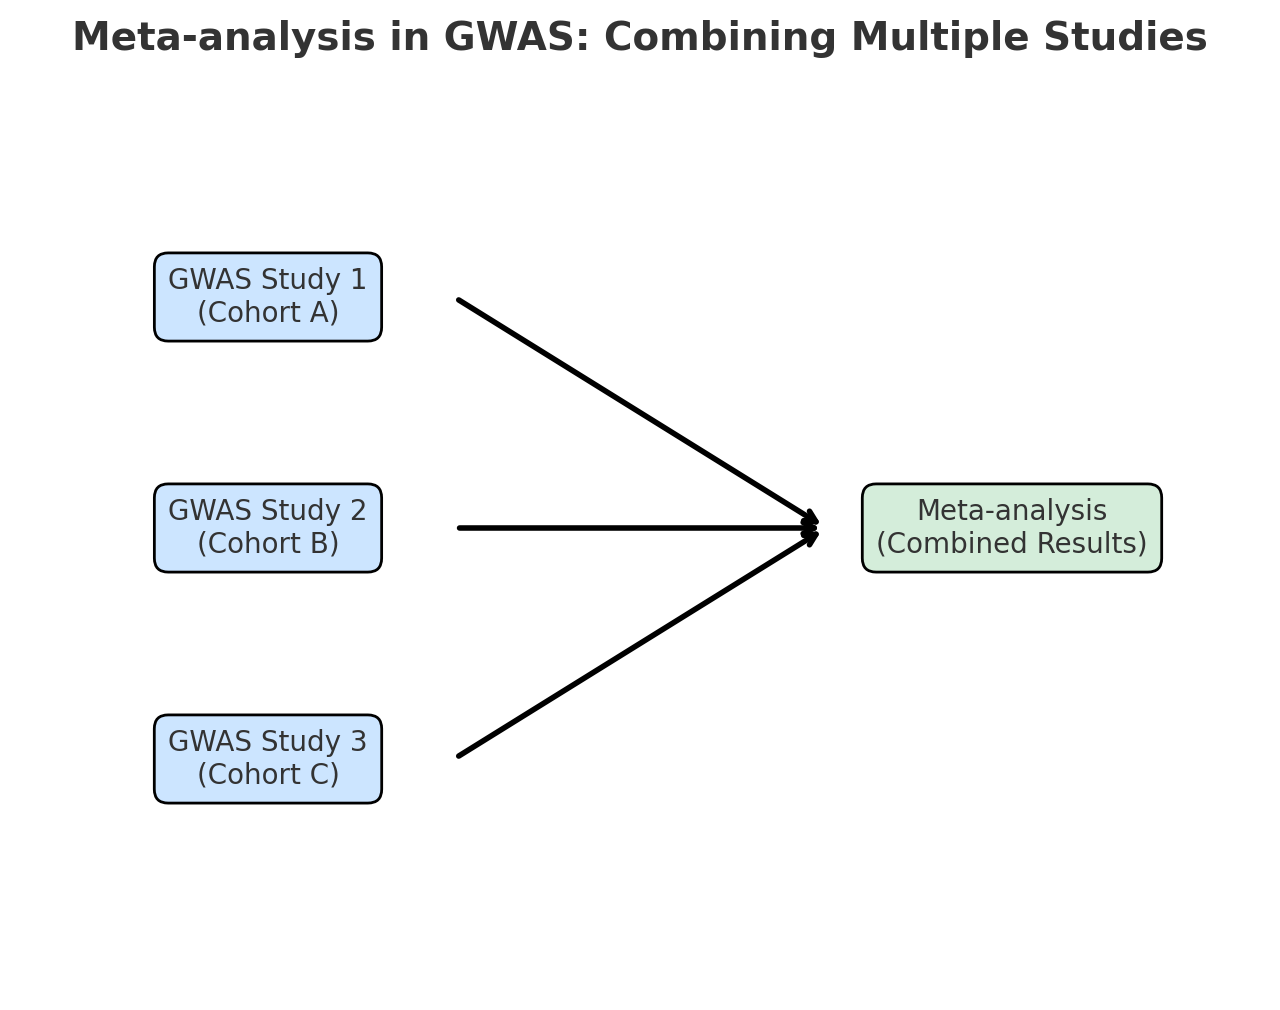 Meta-analysis in GWAS: Combining Multiple Studies
GWAS Study 1
(Cohort A)
GWAS Study 2
(Cohort B)
Meta-analysis
(Combined Results)
GWAS Study 3
(Cohort C)